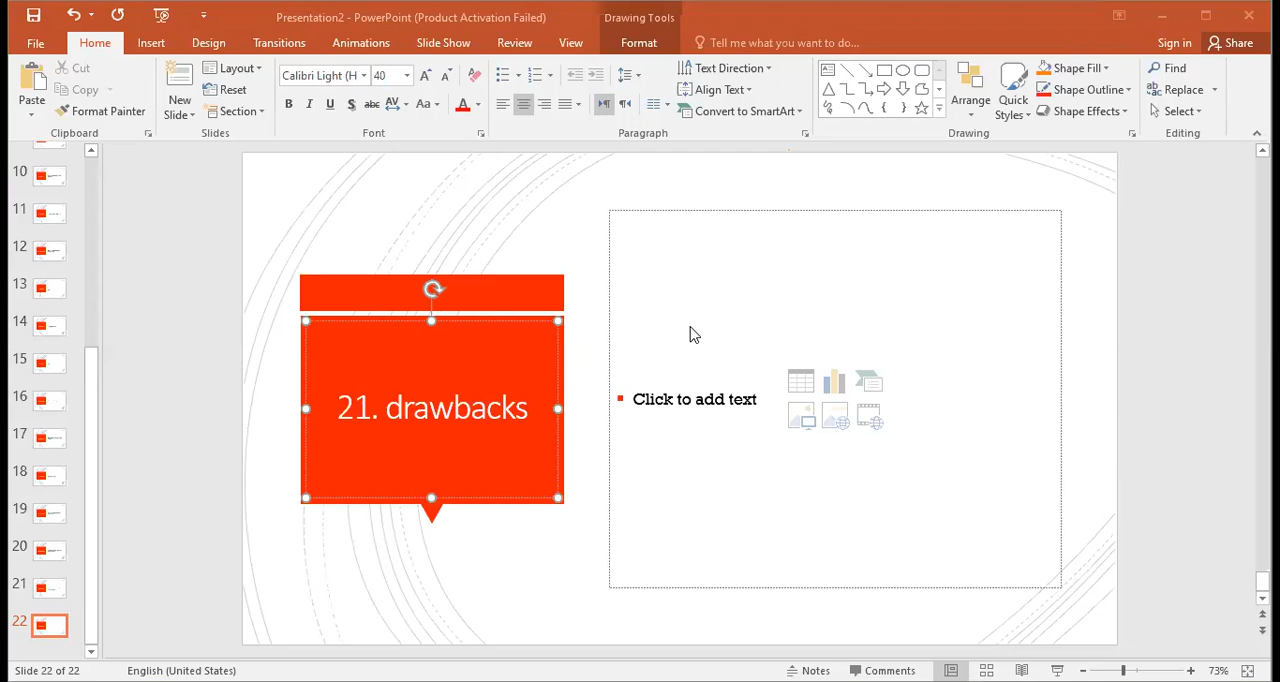 Presentation2 - PowerPoint (Product Activation Failed)
Drawing Tools
File Home Insert Design Transitions Animations Slide Show Review View Format Tell me what you want to do... Sign in Share
Paste
Cut
Copy
Format Painter
Clipboard
New Slide
Layout
Reset
Section
Slides
Calibri Light (H 40 A A
B I U S abc AV Aa A
Font
Paragraph
Text Direction
Align Text
Convert to SmartArt
Arrange
Quick Styles
Shape Fill
Shape Outline
Shape Effects
Drawing
Find
Replace
Select
Editing
10
11
12
13
14
15
16
17
18
19
20
21
22
21. drawbacks
Click to add text
Slide 22 of 22 English (United States) Notes Comments 73%